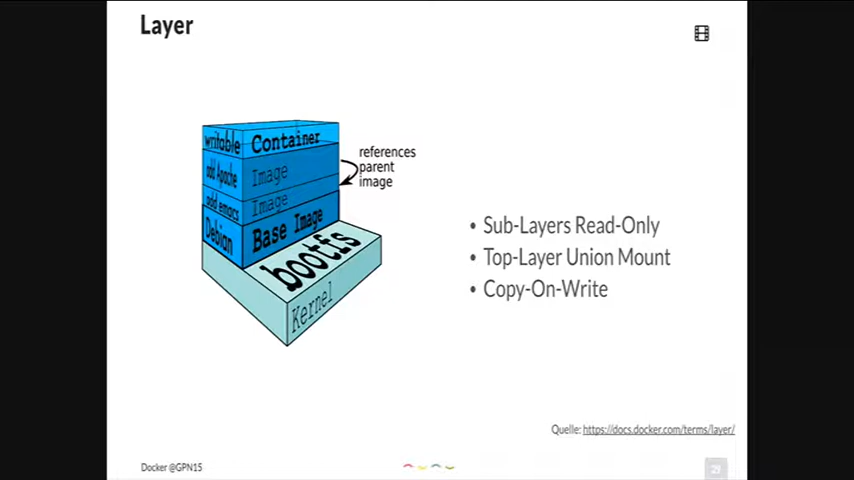 Layer
writable Container
add Apache Image
add emacs Image
Debian Base Image
bootfs
Kernel
references
parent
image
• Sub-Layers Read-Only
• Top-Layer Union Mount
• Copy-On-Write
Quelle: https://docs.docker.com/terms/layer/
Docker @GPN15
29